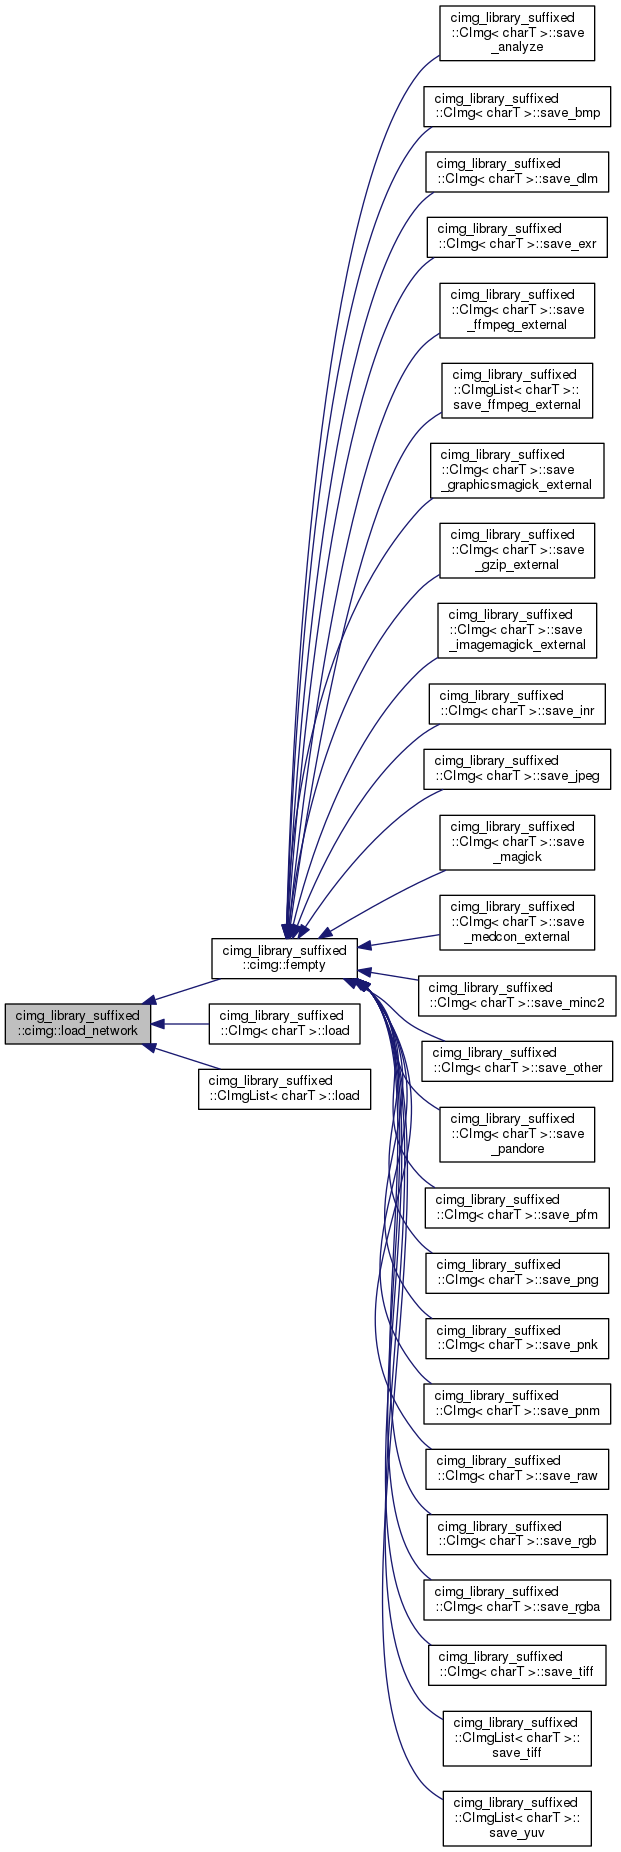 cimg_library_suffixed
::CImg< charT >::save
_analyze
cimg_library_suffixed
::CImg< charT >::save_bmp
cimg_library_suffixed
::CImg< charT >::save_dlm
cimg_library_suffixed
::CImg< charT >::save_exr
cimg_library_suffixed
::CImg< charT >::save
_ffmpeg_external
cimg_library_suffixed
::CImgList< charT >::
save_ffmpeg_external
cimg_library_suffixed
::CImg< charT >::save
_graphicsmagick_external
cimg_library_suffixed
::CImg< charT >::save
_gzip_external
cimg_library_suffixed
::CImg< charT >::save
_imagemagick_external
cimg_library_suffixed
::CImg< charT >::save_inr
cimg_library_suffixed
::CImg< charT >::save_jpeg
cimg_library_suffixed
::CImg< charT >::save
_magick
cimg_library_suffixed
::CImg< charT >::save
_medcon_external
cimg_library_suffixed
::cimg::fempty
cimg_library_suffixed
::CImg< charT >::save_minc2
cimg_library_suffixed
::cimg::load_network
cimg_library_suffixed
::CImg< charT >::load
cimg_library_suffixed
::CImg< charT >::save_other
cimg_library_suffixed
::CImgList< charT >::load
cimg_library_suffixed
::CImg< charT >::save
_pandore
cimg_library_suffixed
::CImg< charT >::save_pfm
cimg_library_suffixed
::CImg< charT >::save_png
cimg_library_suffixed
::CImg< charT >::save_pnk
cimg_library_suffixed
::CImg< charT >::save_pnm
cimg_library_suffixed
::CImg< charT >::save_raw
cimg_library_suffixed
::CImg< charT >::save_rgb
cimg_library_suffixed
::CImg< charT >::save_rgba
cimg_library_suffixed
::CImg< charT >::save_tiff
cimg_library_suffixed
::CImgList< charT >::
save_tiff
cimg_library_suffixed
::CImgList< charT >::
save_yuv